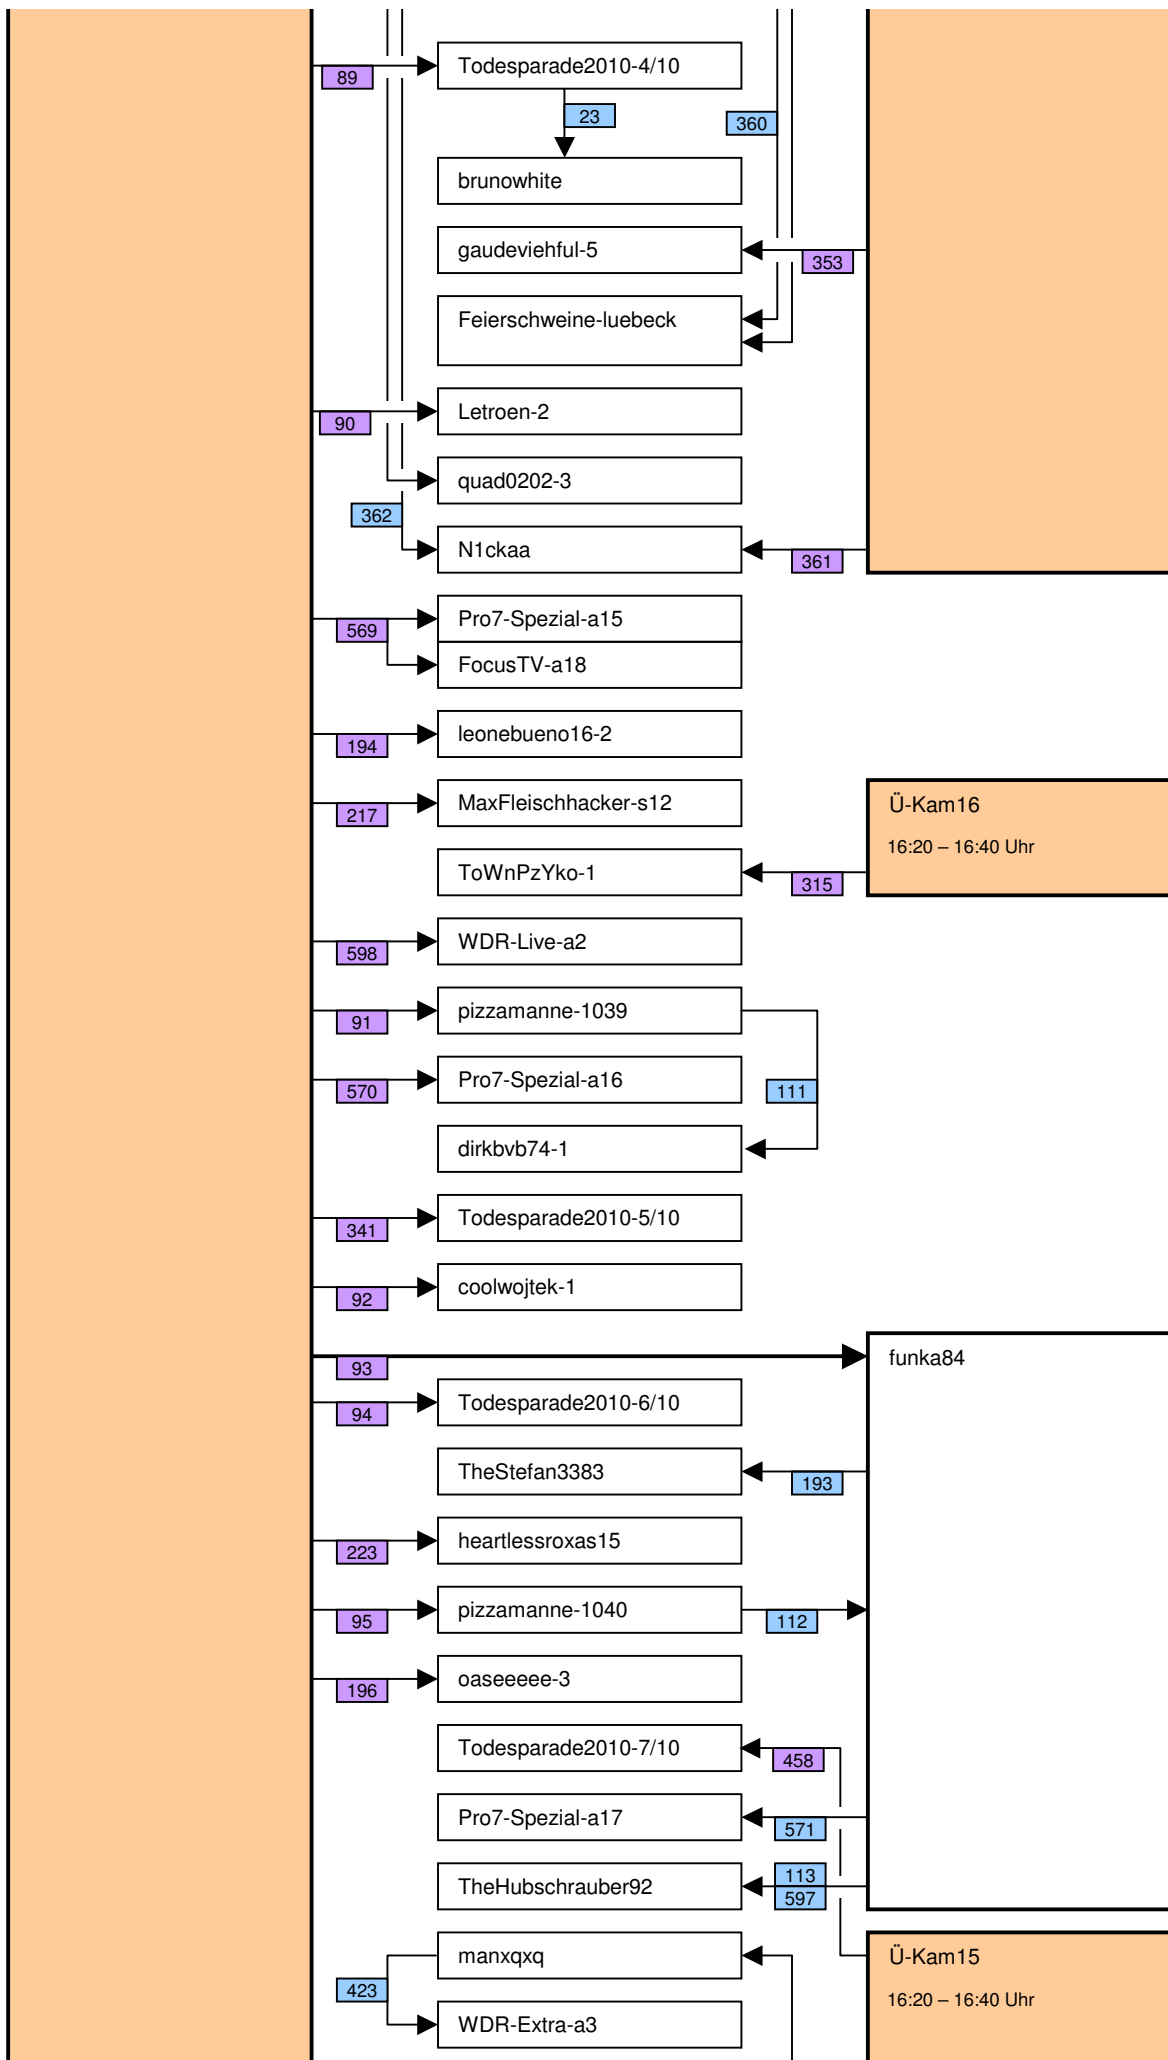 Todesparade2010-4/10
89
23
360
brunowhite
gaudeviehful-5
353
Feierschweine-luebeck
Letroen-2
90
quad0202-3
362
N1ckaa
361
Pro7-Spezial-a15
569
FocusTV-a18
leonebueno16-2
194
MaxFleischhacker-s12
217
Ü-Kam16
16:20 – 16:40 Uhr
ToWnPzYko-1
315
WDR-Live-a2
598
pizzamanne-1039
91
Pro7-Spezial-a16
570
111
dirkbvb74-1
Todesparade2010-5/10
341
coolwojtek-1
92
funka84
93
Todesparade2010-6/10
94
TheStefan3383
193
heartlessroxas15
223
pizzamanne-1040
95
112
oaseeeee-3
196
Todesparade2010-7/10
458
Pro7-Spezial-a17
571
113
TheHubschrauber92
597
manxqxq
Ü-Kam15
423
16:20 – 16:40 Uhr
WDR-Extra-a3